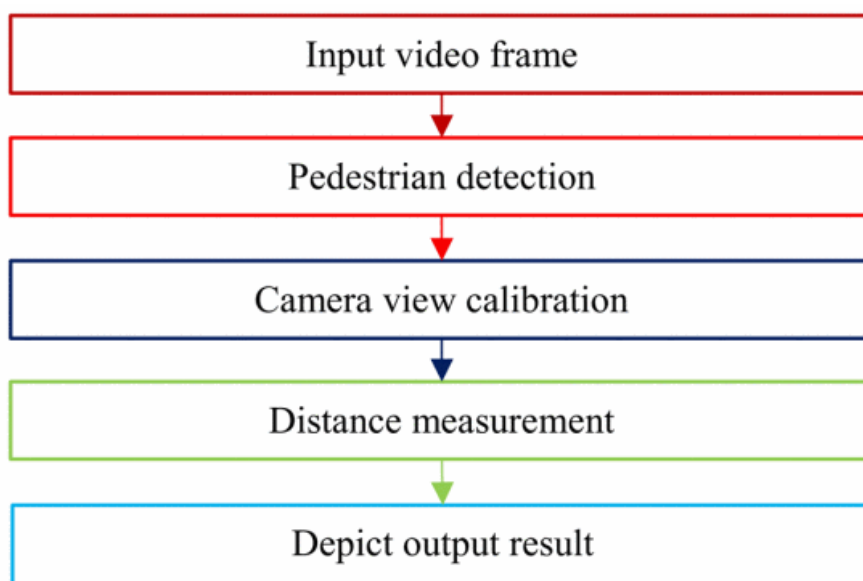 Input video frame
Pedestrian detection
Camera view calibration
Distance measurement
Depict output result